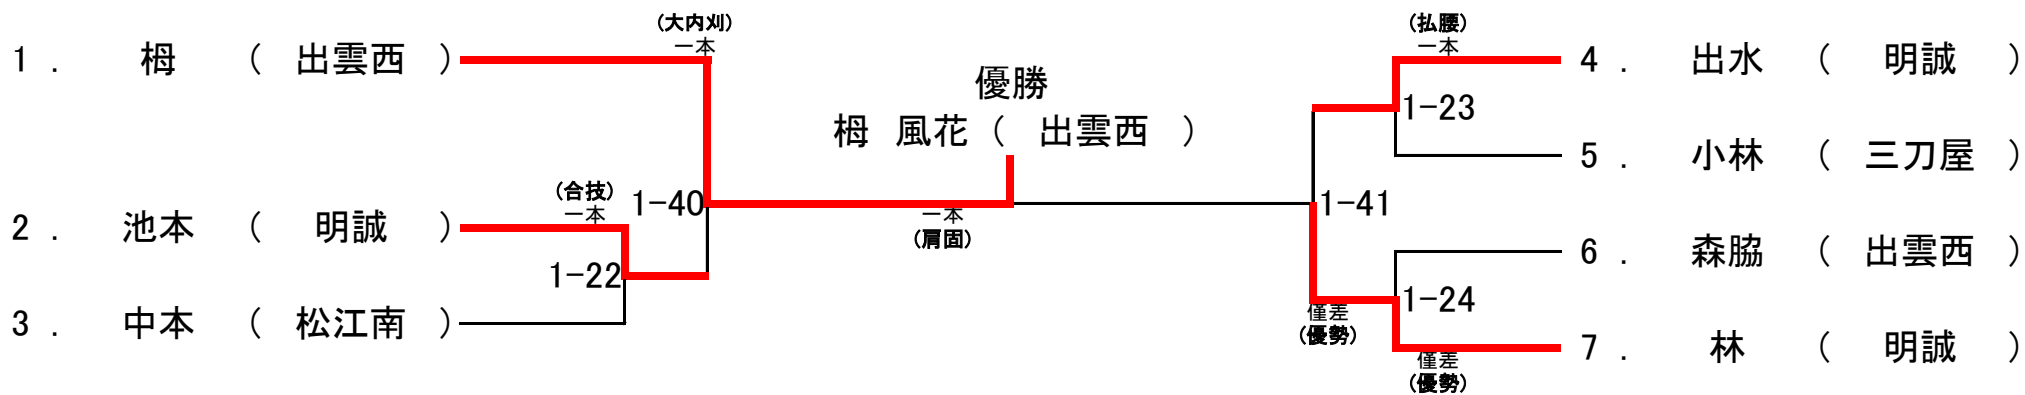 (大内刈)
一本
1 . 栂 ( 出雲西 )
優勝
栂 風花 ( 出雲西 )
(合技)
一本
1-40
2 . 池本 ( 明誠 )
一本
(肩固)
1-22
3 . 中本 ( 松江南 )
(払腰)
一本
4 . 出水 ( 明誠 )
1-23
5 . 小林 ( 三刀屋 )
1-41
6 . 森脇 ( 出雲西 )
1-24
僅差
(優勢)
7 . 林 ( 明誠 )
僅差
(優勢)